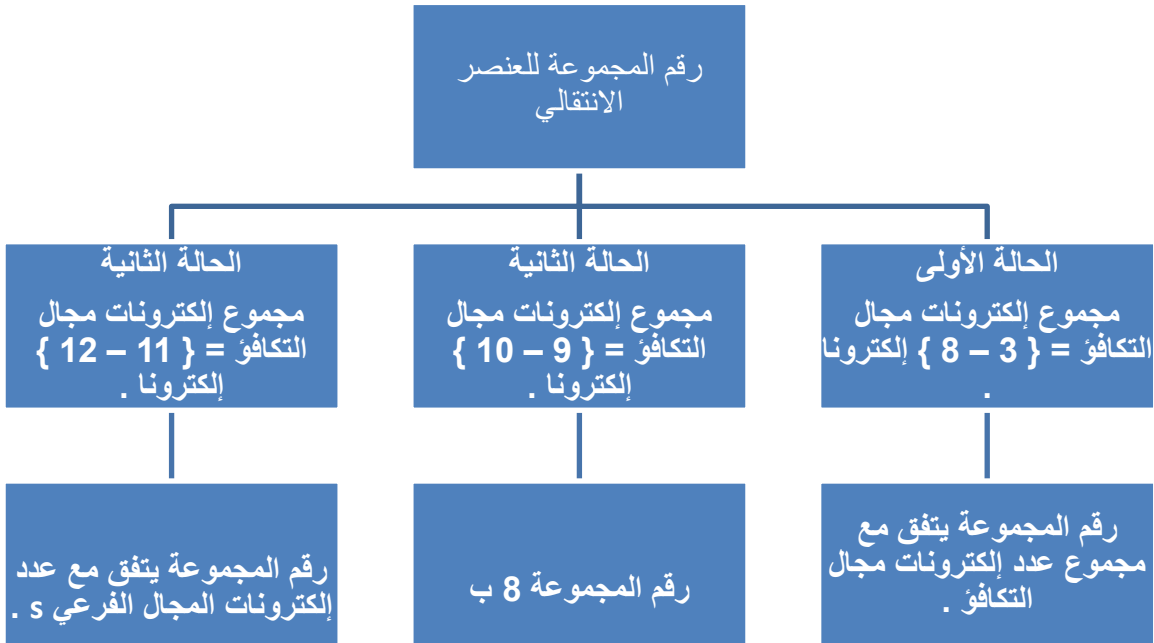 رقم المجموعة للعنصر
الانتقالي
الحالة الأولى
مجموع إلكترونات مجال
التكافؤ = { 3 – 8 } إلكترونا
.
الحالة الثانية
مجموع إلكترونات مجال
التكافؤ = { 9 – 10 }
إلكترونا .
الحالة الثانية
مجموع إلكترونات مجال
التكافؤ = { 11 – 12 }
إلكترونا .
رقم المجموعة يتفق مع
مجموع عدد إلكترونات مجال
التكافؤ .
رقم المجموعة 8 ب
رقم المجموعة يتفق مع عدد
إلكترونات المجال الفرعي s .